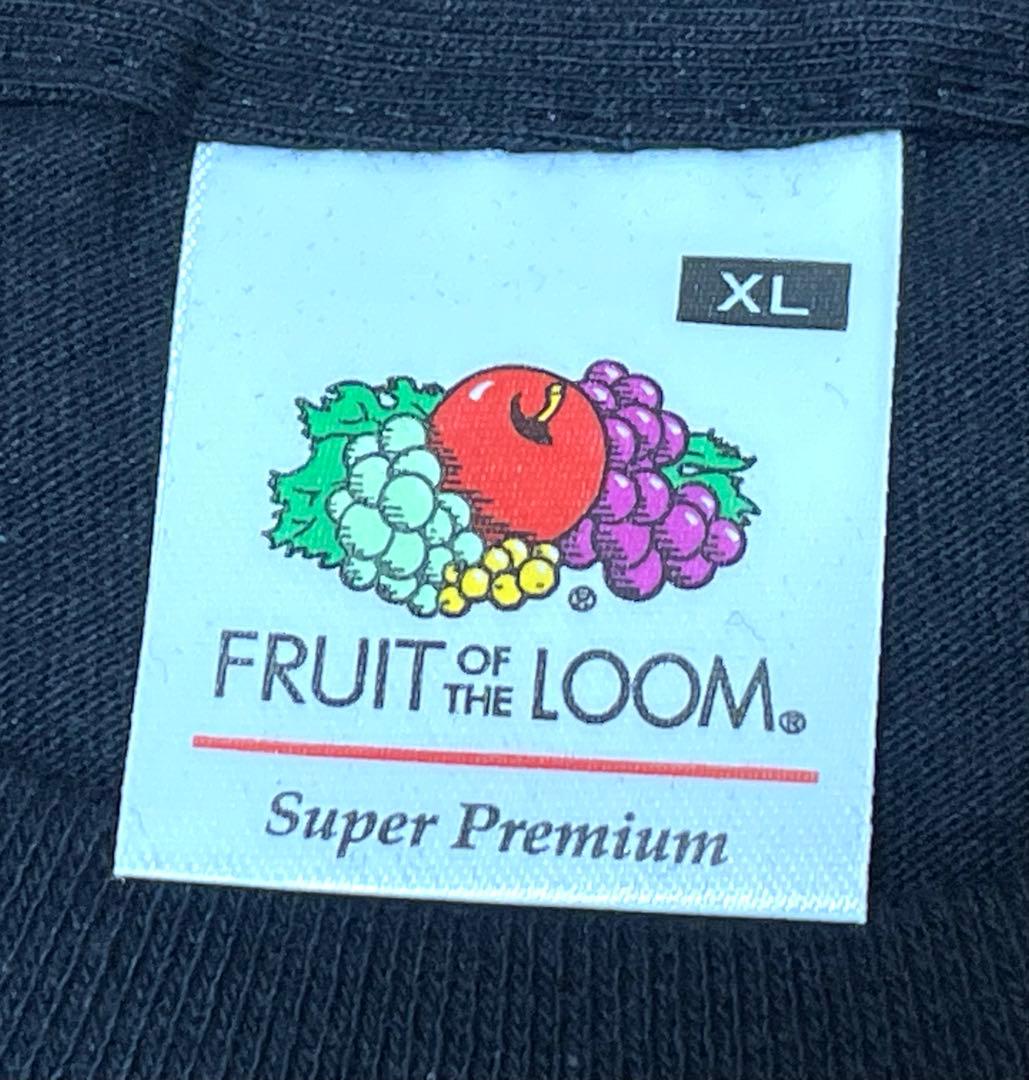 XL
®
FRUIT OF THE LOOM®
Super Premium